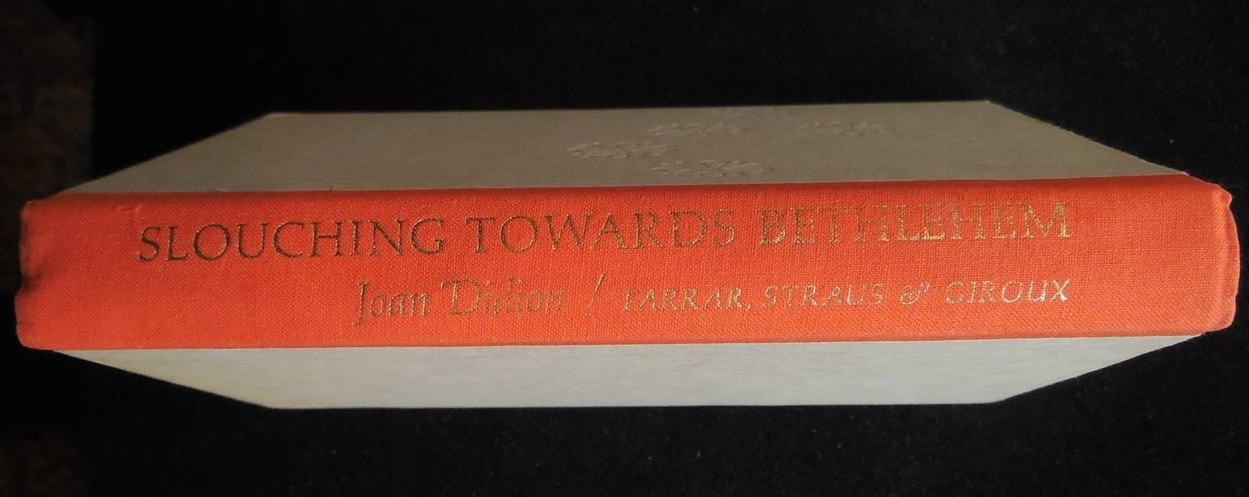 SLOUCHING TOWARDS BETHLEHEM
Joan Didion / FARRAR, STRAUS & GIROUX